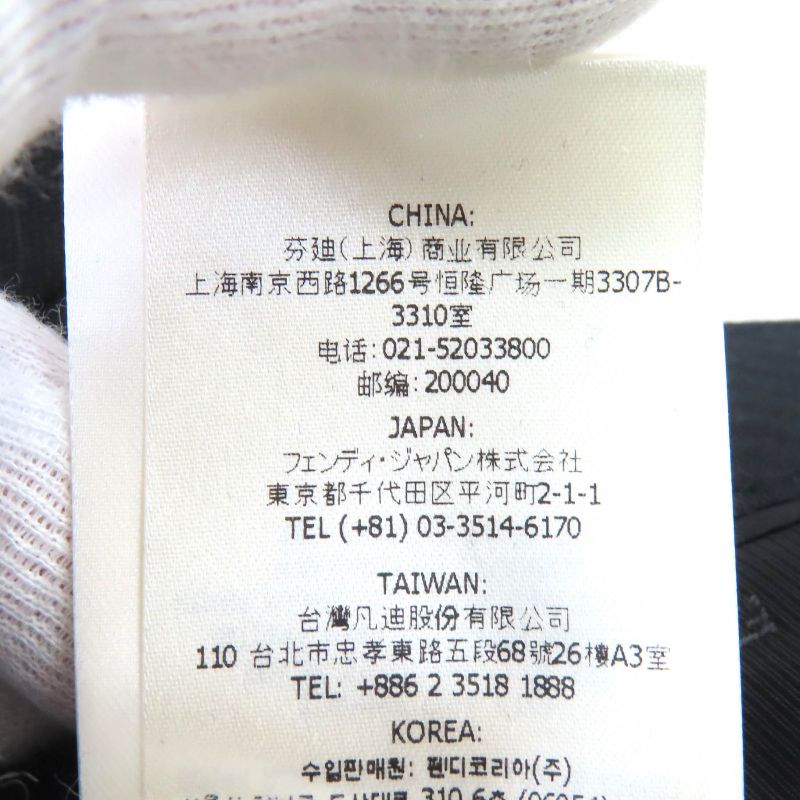 CHINA:
芬廸(上海)商业有限公司
上海南京西路1266号恒隆广场一期3307B-
3310室
电话:021-52033800
邮编:200040
JAPAN:
フェンディ・ジャパン株式会社
東京都千代田区平河町2-1-1
TEL (+81) 03-3514-6170
TAIWAN:
台灣凡迪股份有限公司
110 台北市忠孝東路五段68號26樓A3室
TEL: +886 2 3518 1888
KOREA:
수입판매원: 펜디코리아(주)
310 6층